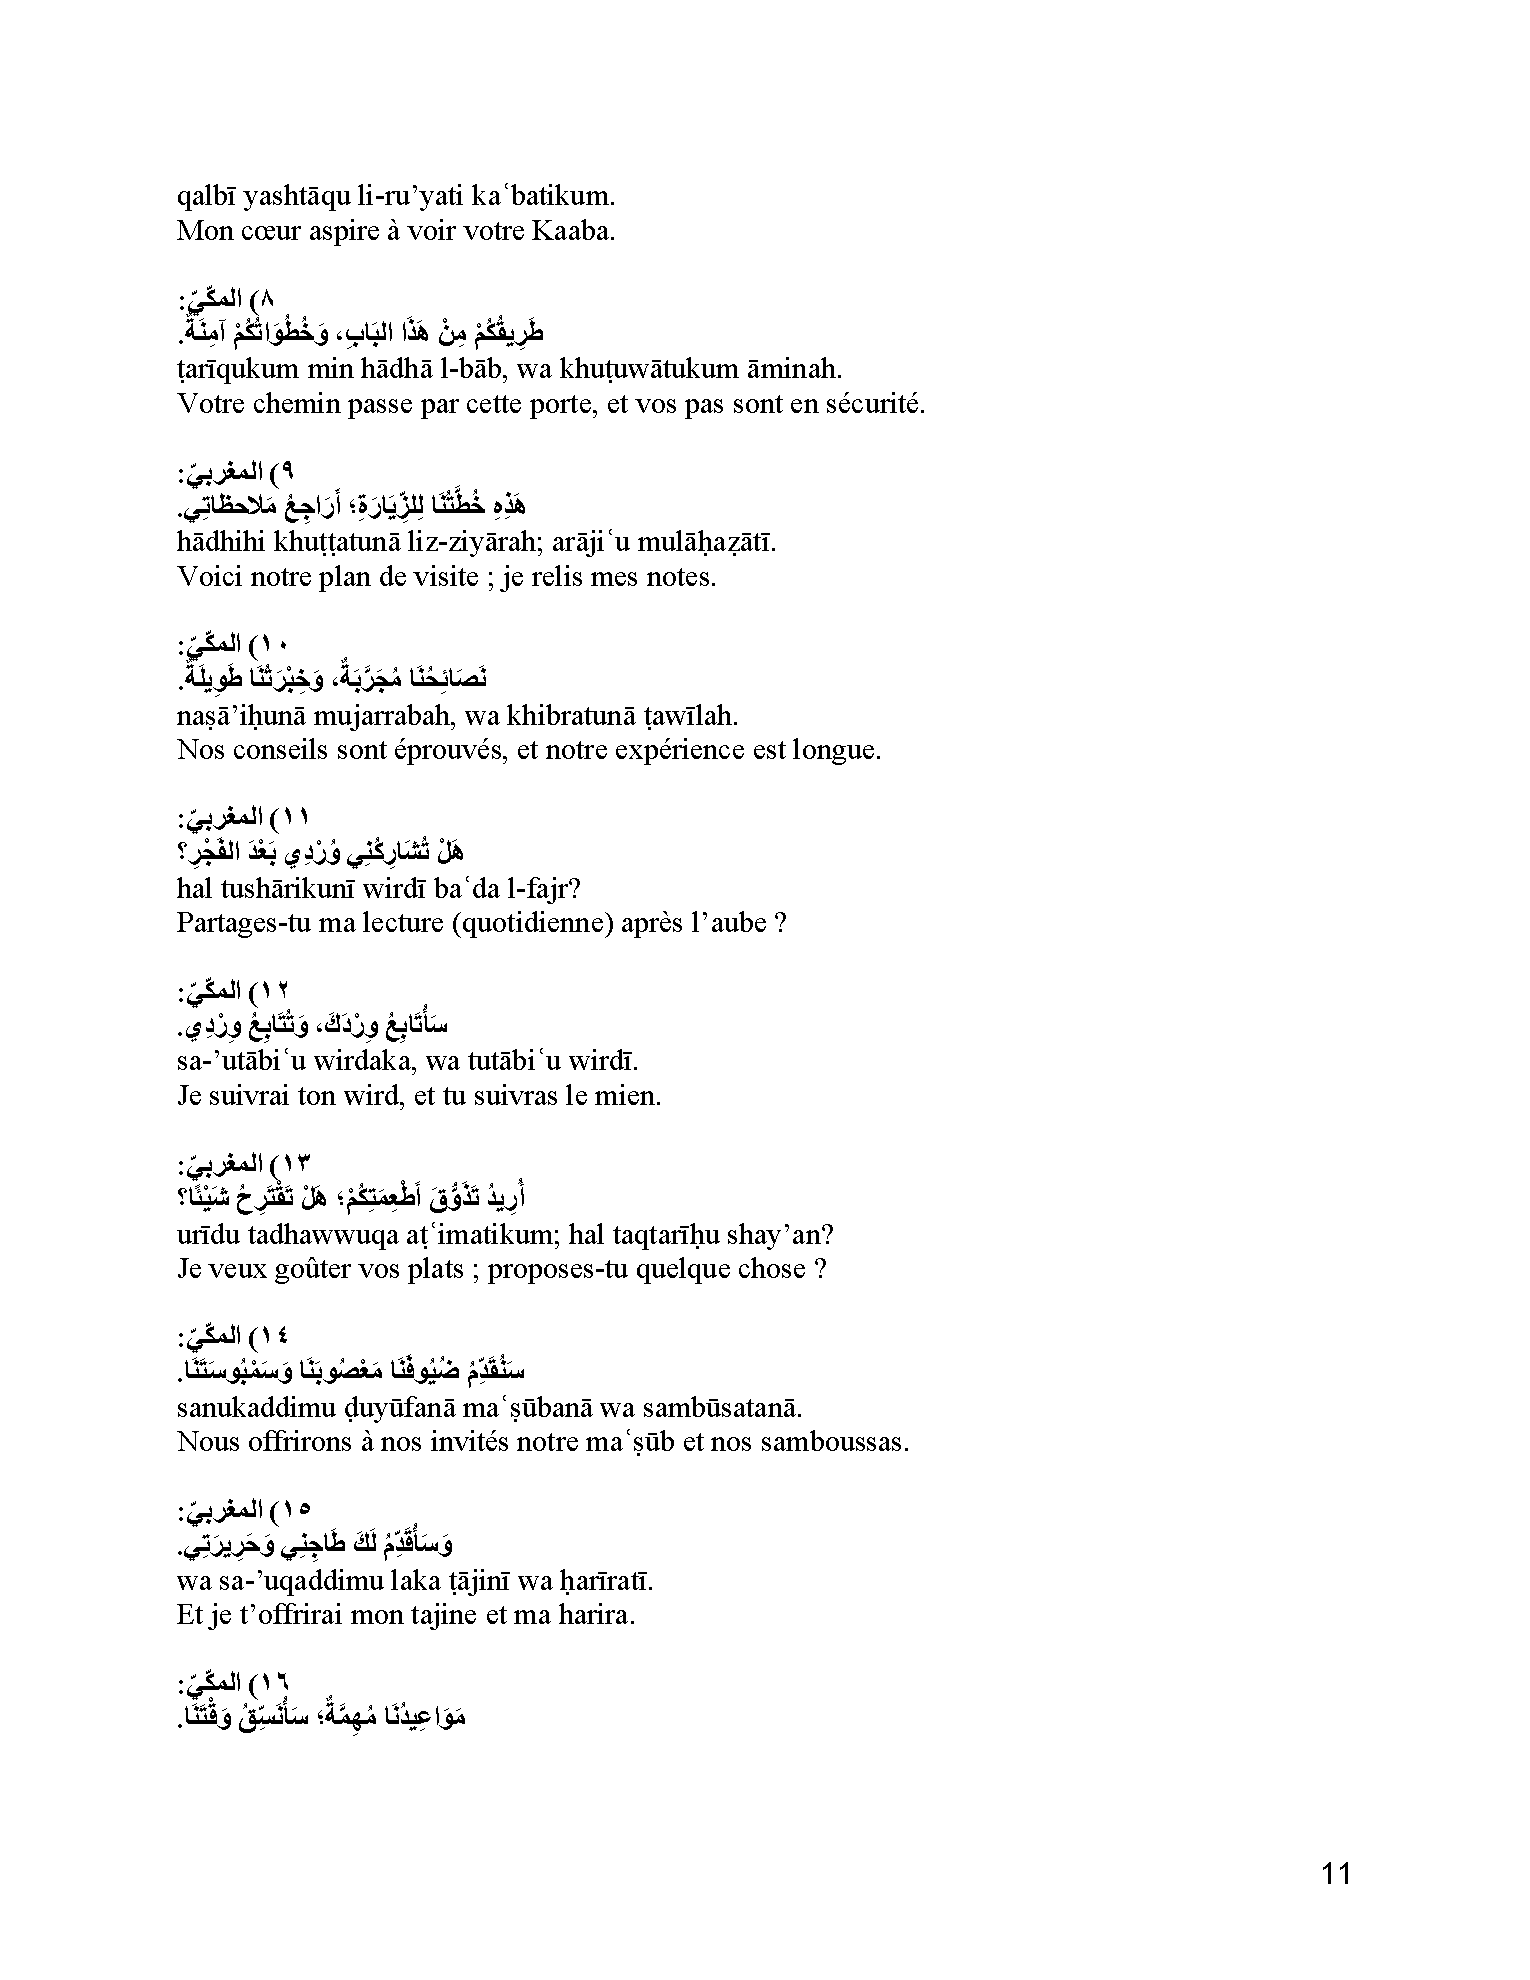 qalbī yashtāqu li-ru’yati kaʿbatikum.
Mon cœur aspire à voir votre Kaaba.
٨) المكّيّ:
طَرِيقُكُمْ مِنْ هَذَا البَابِ، وَخُطُوَاتُكُمْ آمِنَةٌ.
ṭarīqukum min hādhā l-bāb, wa khuṭuwātukum āminah.
Votre chemin passe par cette porte, et vos pas sont en sécurité.
٩) المغربيّ:
هَذِهِ خُطَّتُنَا لِلزِّيَارَةِ؛ أَرَاجِعُ مَلاحظَاتِي.
hādhihi khuṭṭatunā liz-ziyārah; arājiʿu mulāḥaẓātī.
Voici notre plan de visite ; je relis mes notes.
١٠) المكّيّ:
نَصَائِحُنَا مُجَرَّبَةٌ، وَخِبْرَتُنَا طَوِيلَةٌ.
naṣā’iḥunā mujarrabah, wa khibratunā ṭawīlah.
Nos conseils sont éprouvés, et notre expérience est longue.
١١) المغربيّ:
هَلْ تُشَارِكُنِي وُرْدِي بَعْدَ الفَجْرِ؟
hal tushārikunī wirdī baʿda l-fajr?
Partages-tu ma lecture (quotidienne) après l’aube ?
١٢) المكّيّ:
سَأُتَابِعُ وِرْدَكَ، وَتُتَابِعُ وِرْدِي.
sa-’utābiʿu wirdaka, wa tutābiʿu wirdī.
Je suivrai ton wird, et tu suivras le mien.
١٣) المغربيّ:
أُرِيدُ تَذَوُّقَ أَطْعِمَتِكُمْ؛ هَلْ تَقْتَرِحُ شَيْئًا؟
urīdu tadhawwuqa aṭʿimatikum; hal taqtarīḥu shay’an?
Je veux goûter vos plats ; proposes-tu quelque chose ?
١٤) المكّيّ:
سَنُقَدِّمُ ضُيُوفَنَا مَعْصُوبَنَا وَسَمْبُوسَتَنَا.
sanukaddimu ḍuyūfanā maʿṣūbanā wa sambūsatanā.
Nous offrirons à nos invités notre maʿṣūb et nos samboussas.
١٥) المغربيّ:
وَسَأُقَدِّمُ لَكَ طَاجِنِي وَحَرِيرَتِي.
wa sa-’uqaddimu laka ṭājinī wa ḥarīratī.
Et je t’offrirai mon tajine et ma harira.
١٦) المكّيّ:
مَوَاعِيدُنَا مُهِمَّةٌ؛ سَأُنَسِّقُ وَقْتَنَا.
11